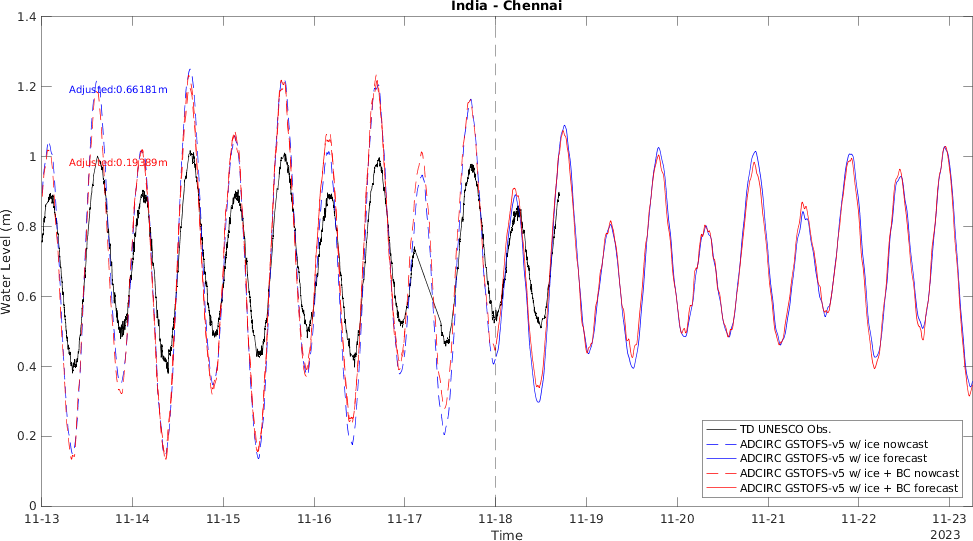 India - Chennai
1.4
1.2
1
0.8
0.6
0.4
0.2
0
Water Level (m)
Adjusted:0.66181m
Adjusted:0.19389m
TD UNESCO Obs.
ADCIRC GSTOFS-v5 w/ ice nowcast
ADCIRC GSTOFS-v5 w/ ice forecast
ADCIRC GSTOFS-v5 w/ ice + BC nowcast
ADCIRC GSTOFS-v5 w/ ice + BC forecast
11-13 11-14 11-15 11-16 11-17 11-18 11-19 11-20 11-21 11-22 11-23
2023
Time